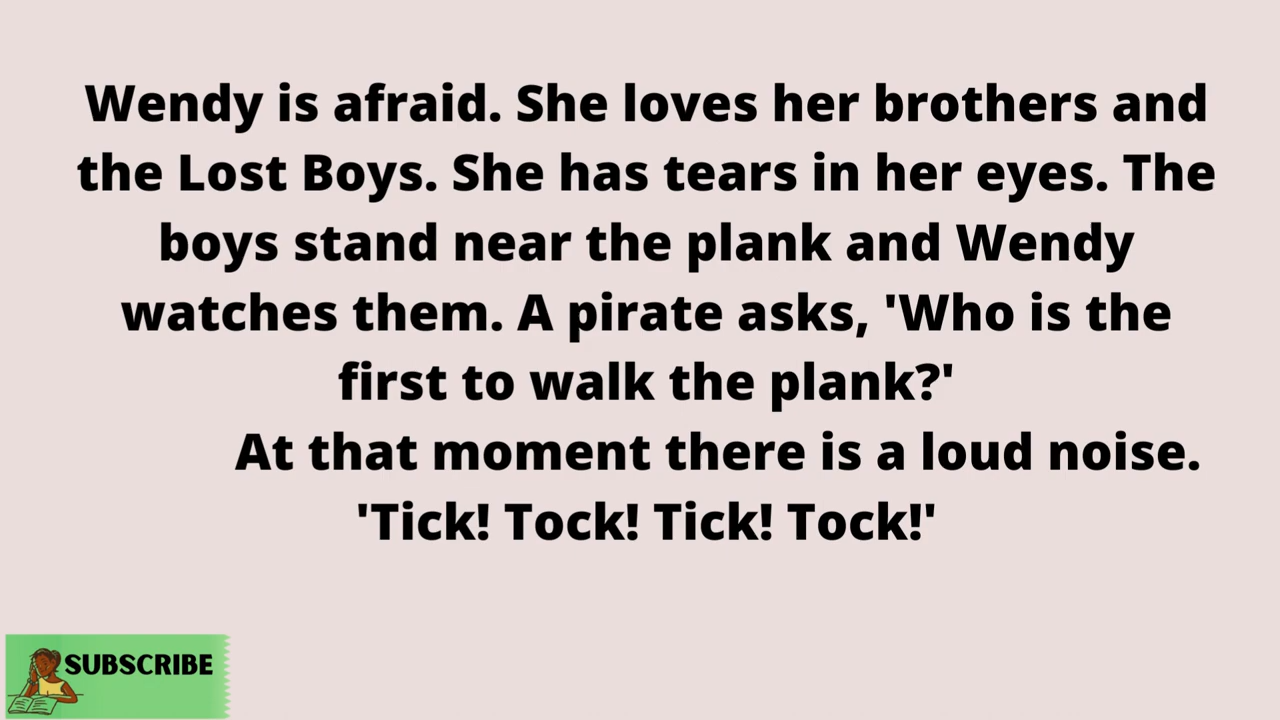 Wendy is afraid. She loves her brothers and
the Lost Boys. She has tears in her eyes. The
boys stand near the plank and Wendy
watches them. A pirate asks, 'Who is the
first to walk the plank?'
At that moment there is a loud noise.
'Tick! Tock! Tick! Tock!'
SUBSCRIBE